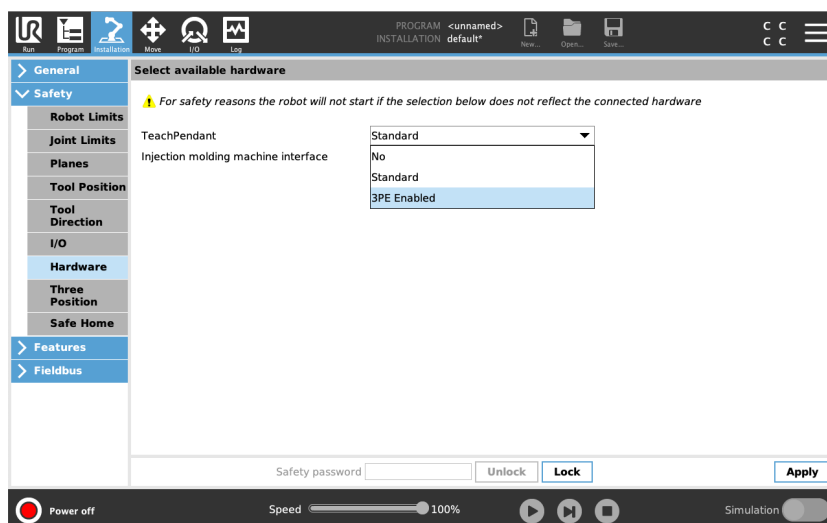 UR
Run
Program
Installation
Move
I/O
Log
PROGRAM <unnamed>
INSTALLATION default*
New...
Open...
Save...
C C
C C
General
Safety
Robot Limits
Joint Limits
Planes
Tool Position
Tool
Direction
I/O
Hardware
Three
Position
Safe Home
Features
Fieldbus
Select available hardware
For safety reasons the robot will not start if the selection below does not reflect the connected hardware
TeachPendant
Standard
Injection molding machine interface
No
Standard
3PE Enabled
Safety password
Unlock
Lock
Apply
Power off
Speed
100%
Simulation